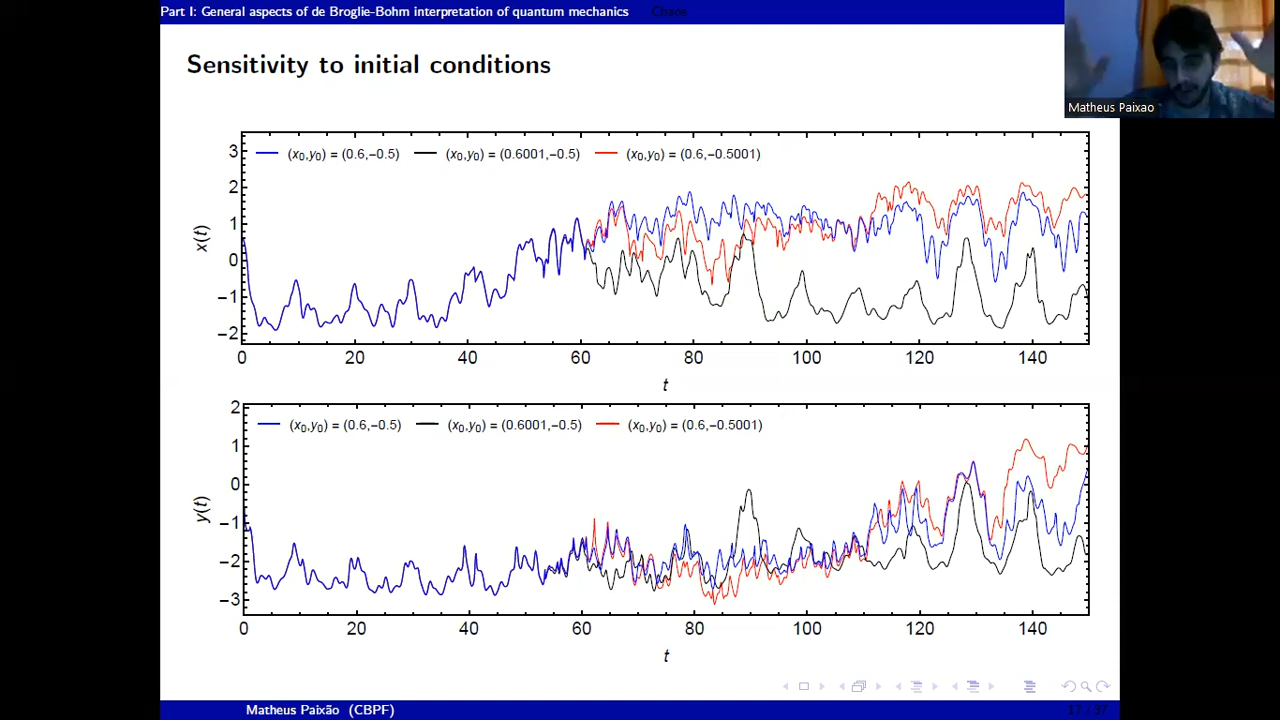 Part I: General aspects of de Broglie-Bohm interpretation of quantum mechanics Chaos
Matheus Paixao
Sensitivity to initial conditions
(x₀,y₀) = (0.6,−0.5) (x₀,y₀) = (0.6001,−0.5) (x₀,y₀) = (0.6,−0.5001)
3
2
1
0
−1
−2
x(t)
0 20 40 60 80 100 120 140
t
(x₀,y₀) = (0.6,−0.5) (x₀,y₀) = (0.6001,−0.5) (x₀,y₀) = (0.6,−0.5001)
2
1
0
−1
−2
−3
y(t)
0 20 40 60 80 100 120 140
t
Matheus Paixão (CBPF) 17 / 37